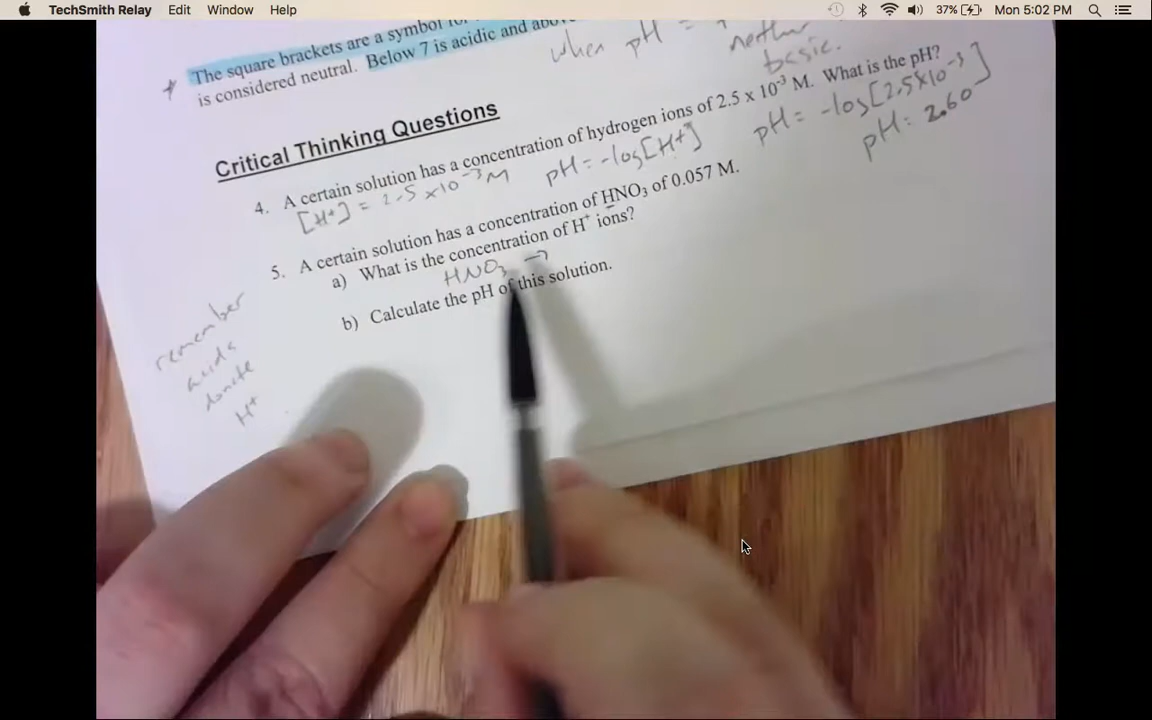 TechSmith Relay Edit Window Help 37% Mon 5:02 PM
The square brackets are a symbol for
is considered neutral. Below 7 is acidic and above
when pH =
neither
basic.
Critical Thinking Questions
4. A certain solution has a concentration of hydrogen ions of 2.5 x 10-3 M. What is the pH?
[H+] = 2.5 x10-3 M pH = -log[H+] pH = -log[2.5x10-3]
pH = 2.60
5. A certain solution has a concentration of HNO3 of 0.057 M.
a) What is the concentration of H+ ions?
HNO3 →
b) Calculate the pH of this solution.
remember
acids
donate
H+